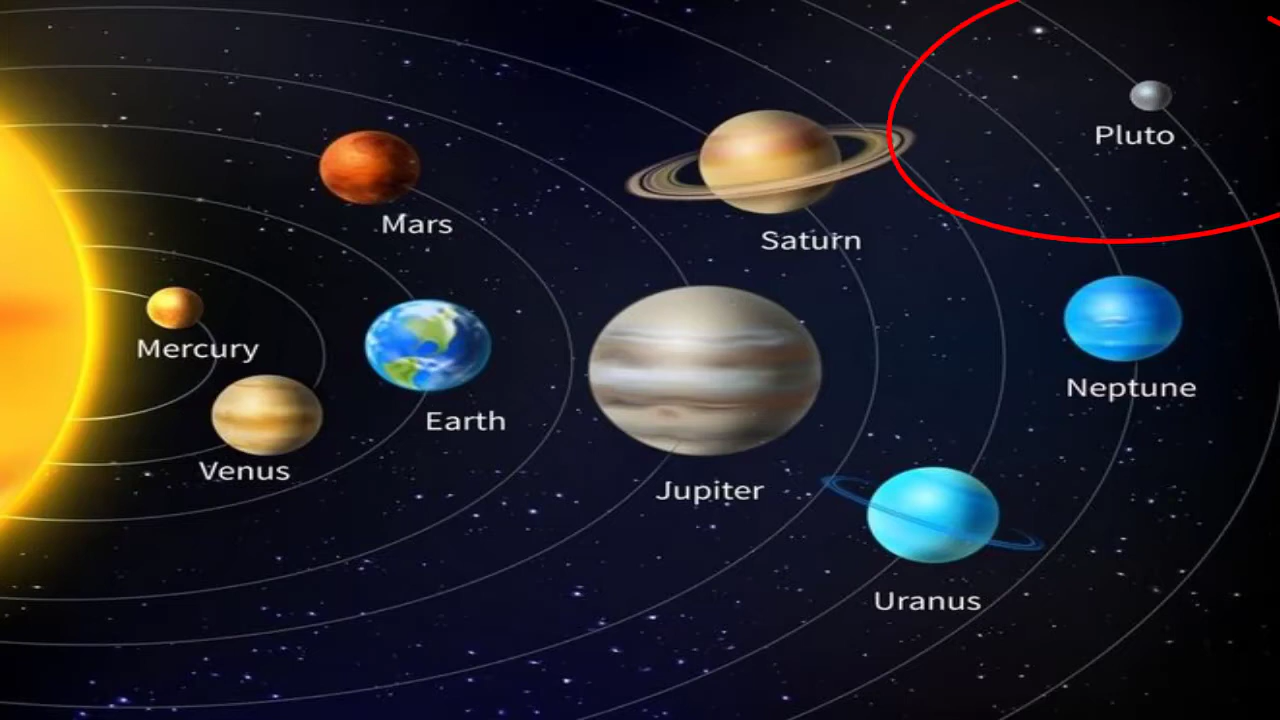 Pluto
Mars
Saturn
Mercury
Neptune
Earth
Venus
Jupiter
Uranus